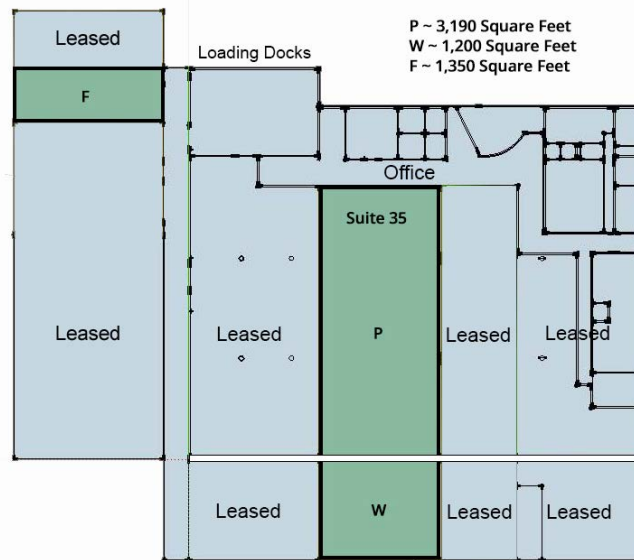 P ~ 3,190 Square Feet
W ~ 1,200 Square Feet
F ~ 1,350 Square Feet
Leased
Loading Docks
F
Office
Suite 35
Leased
Leased
P
Leased
Leased
Leased
W
Leased
Leased